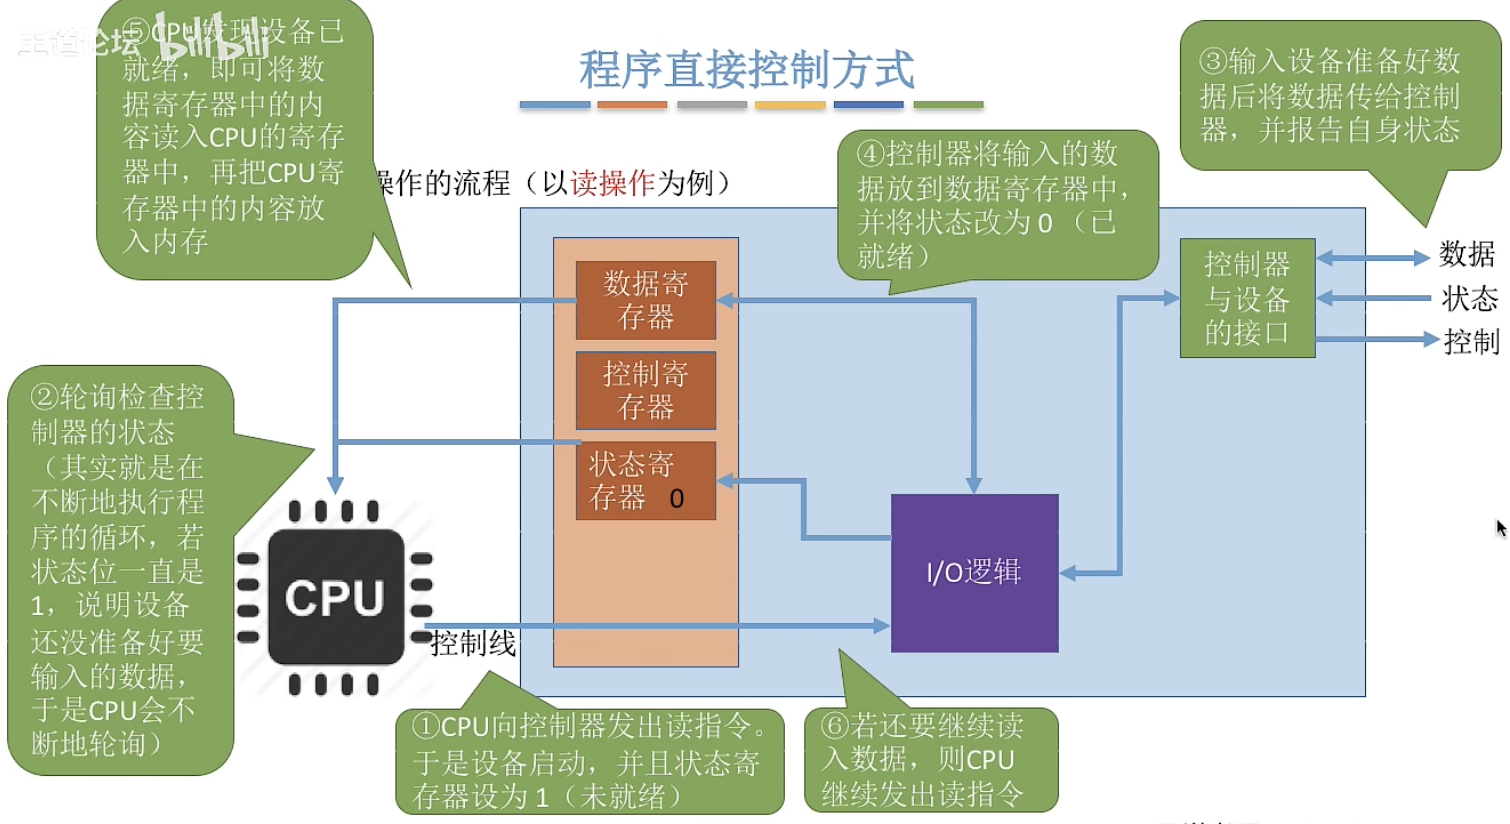 王道论坛 bilibili
程序直接控制方式
操作的流程（以读操作为例）
⑤CPU发现设备已
就绪，即可将数
据寄存器中的内
容读入CPU的寄存
器中，再把CPU寄
存器中的内容放
入内存
④控制器将输入的数
据放到数据寄存器中，
并将状态改为 0 （已
就绪）
③输入设备准备好数
据后将数据传给控制
器，并报告自身状态
数据寄
存器
控制寄
存器
状态寄
存器 0
控制器
与设备
的接口
数据
状态
控制
②轮询检查控
制器的状态
（其实就是在
不断地执行程
序的循环，若
状态位一直是
1，说明设备
还没准备好要
输入的数据，
于是CPU会不
断地轮询）
CPU
I/O逻辑
控制线
①CPU向控制器发出读指令。
于是设备启动，并且状态寄
存器设为 1（未就绪）
⑥若还要继续读
入数据，则CPU
继续发出读指令